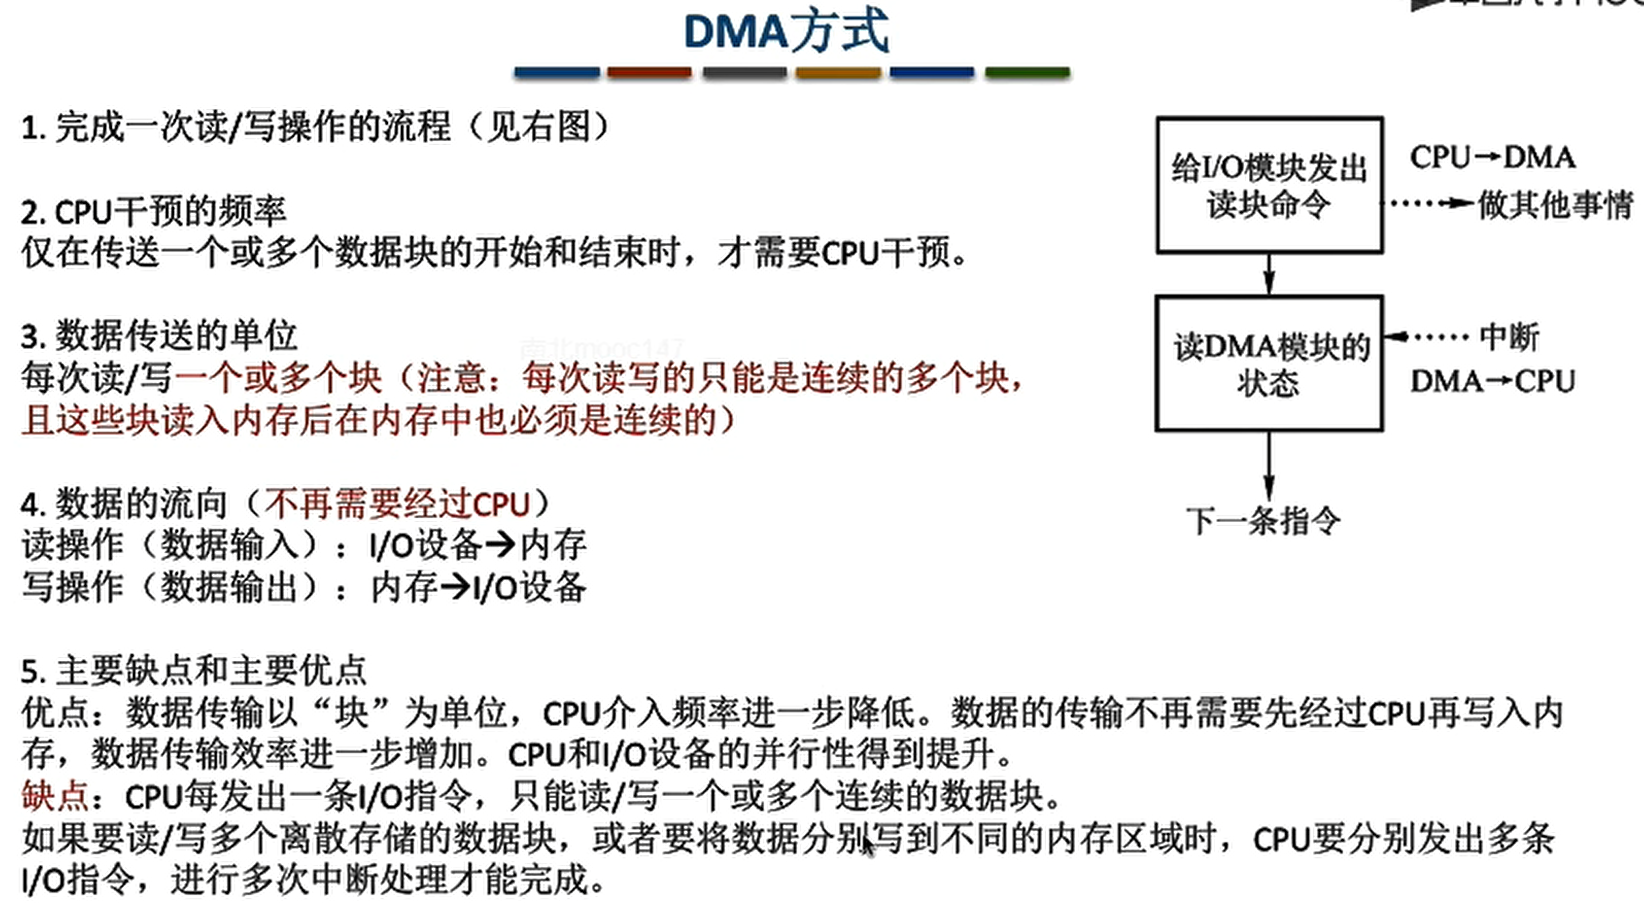 DMA方式
1. 完成一次读/写操作的流程（见右图）
2. CPU干预的频率
仅在传送一个或多个数据块的开始和结束时，才需要CPU干预。
3. 数据传送的单位
每次读/写一个或多个块（注意：每次读写的只能是连续的多个块，
且这些块读入内存后在内存中也必须是连续的）
4. 数据的流向（不再需要经过CPU）
读操作（数据输入）：I/O设备→内存
写操作（数据输出）：内存→I/O设备
5. 主要缺点和主要优点
优点：数据传输以“块”为单位，CPU介入频率进一步降低。数据的传输不再需要先经过CPU再写入内
存，数据传输效率进一步增加。CPU和I/O设备的并行性得到提升。
缺点：CPU每发出一条I/O指令，只能读/写一个或多个连续的数据块。
如果要读/写多个离散存储的数据块，或者要将数据分别写到不同的内存区域时，CPU要分别发出多条
I/O指令，进行多次中断处理才能完成。
给I/O模块发出
读块命令
CPU→DMA
做其他事情
读DMA模块的
状态
中断
DMA→CPU
下一条指令